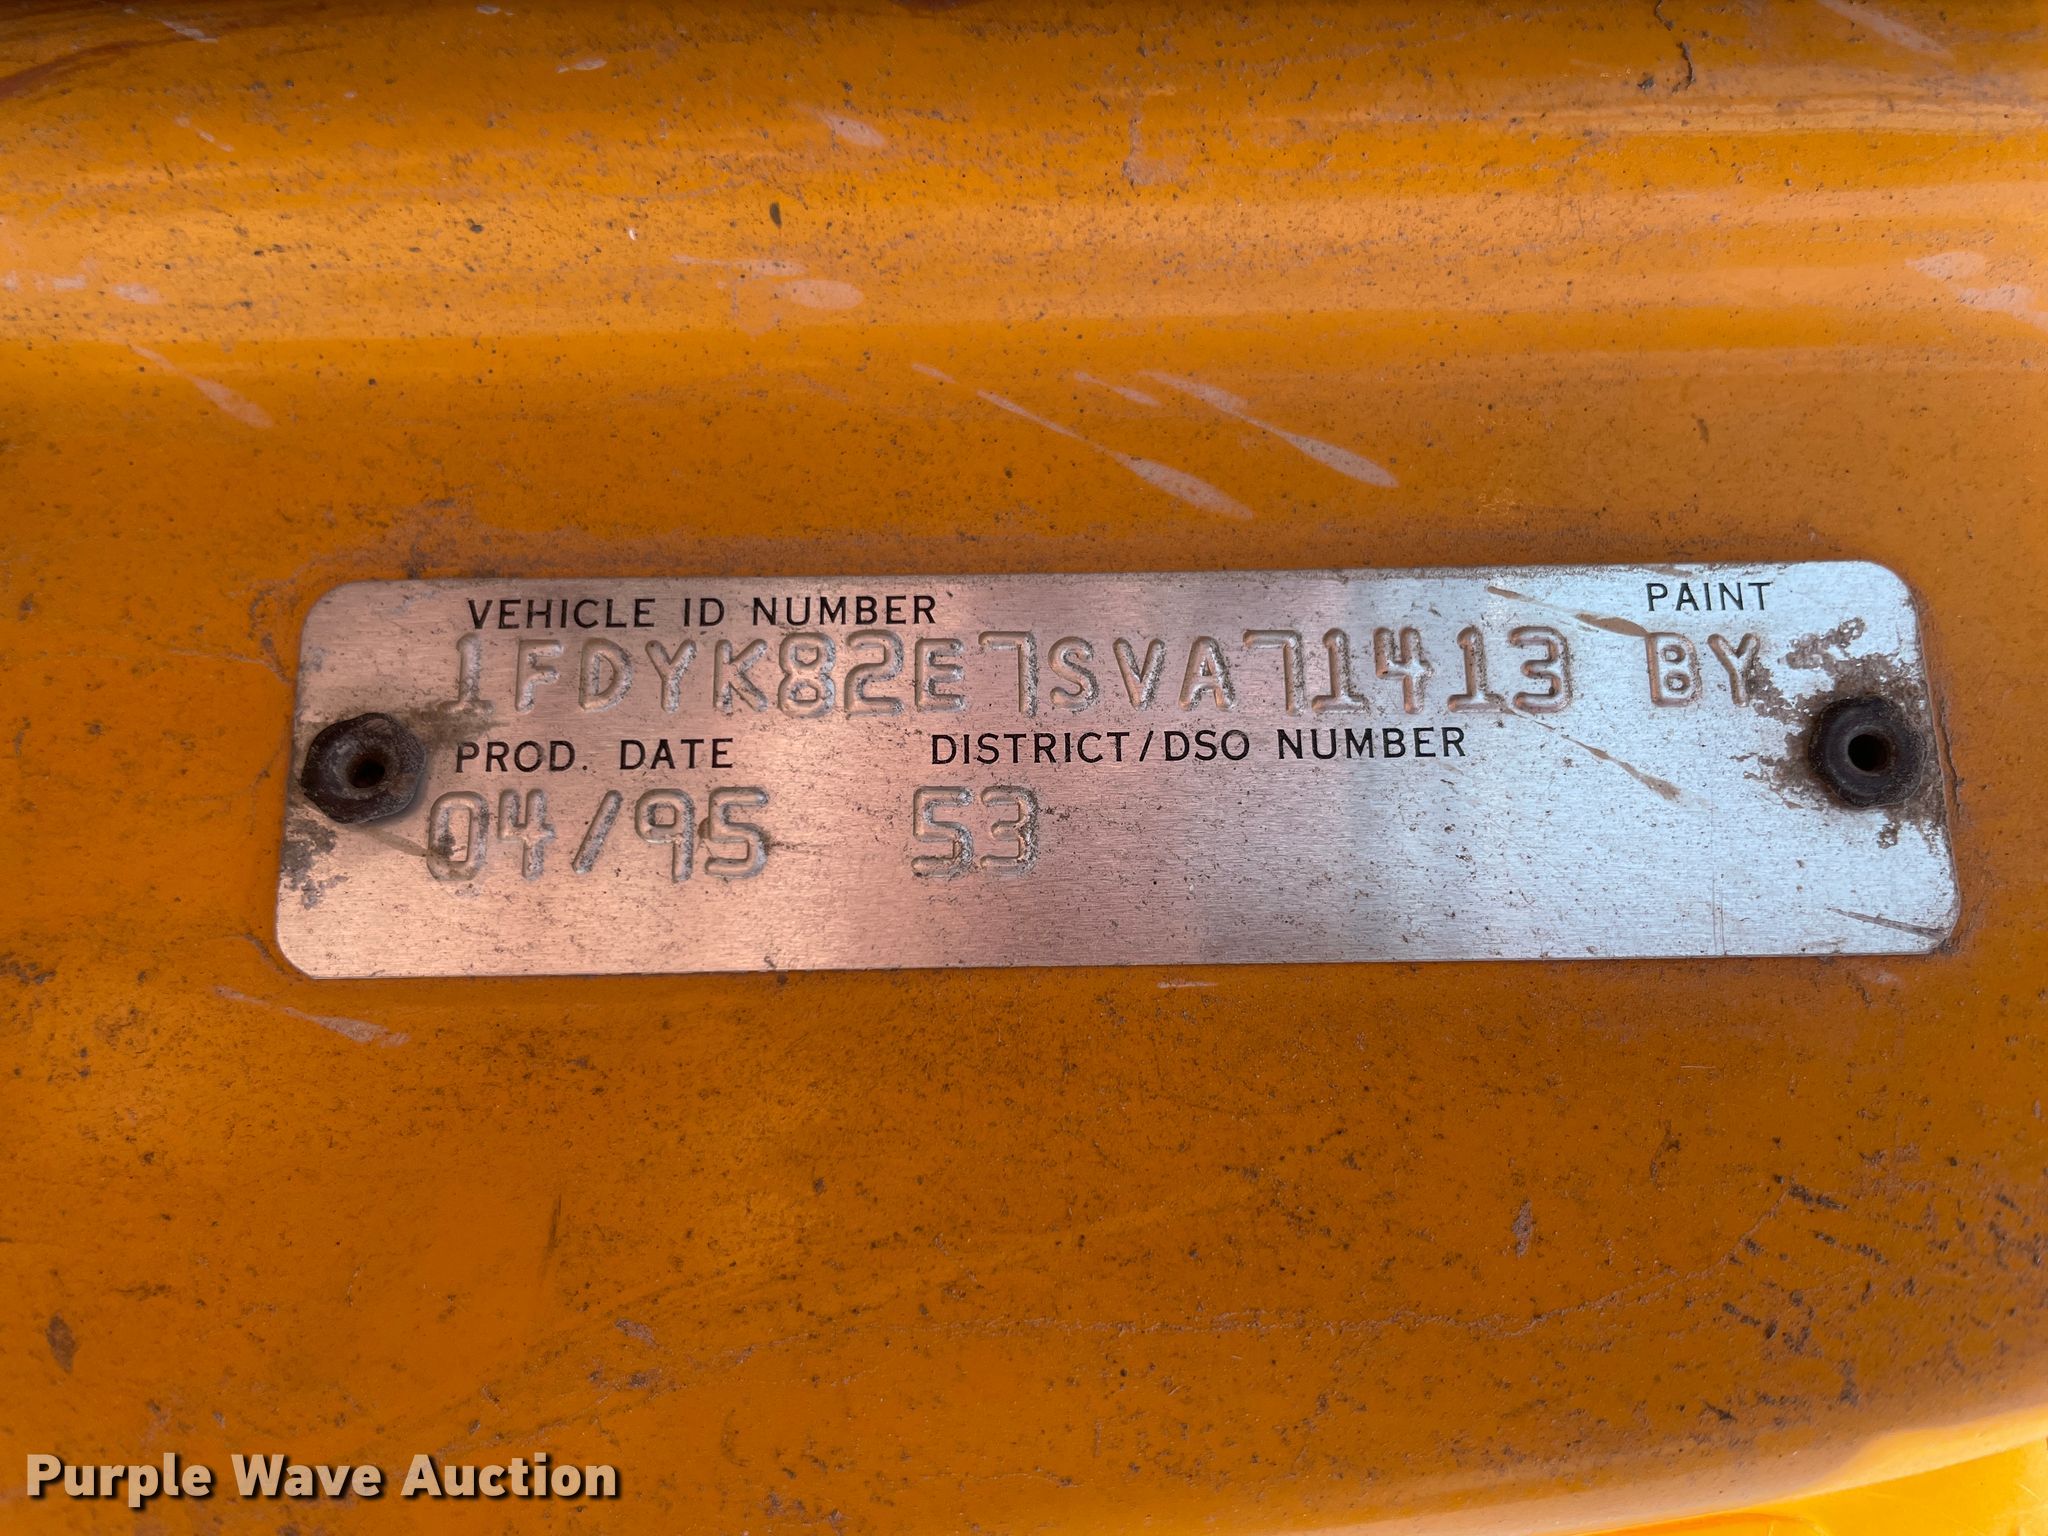 VEHICLE ID NUMBER PAINT
1FDYK82E7SVA71413 BY
PROD. DATE DISTRICT/DSO NUMBER
04/95 53
Purple Wave Auction